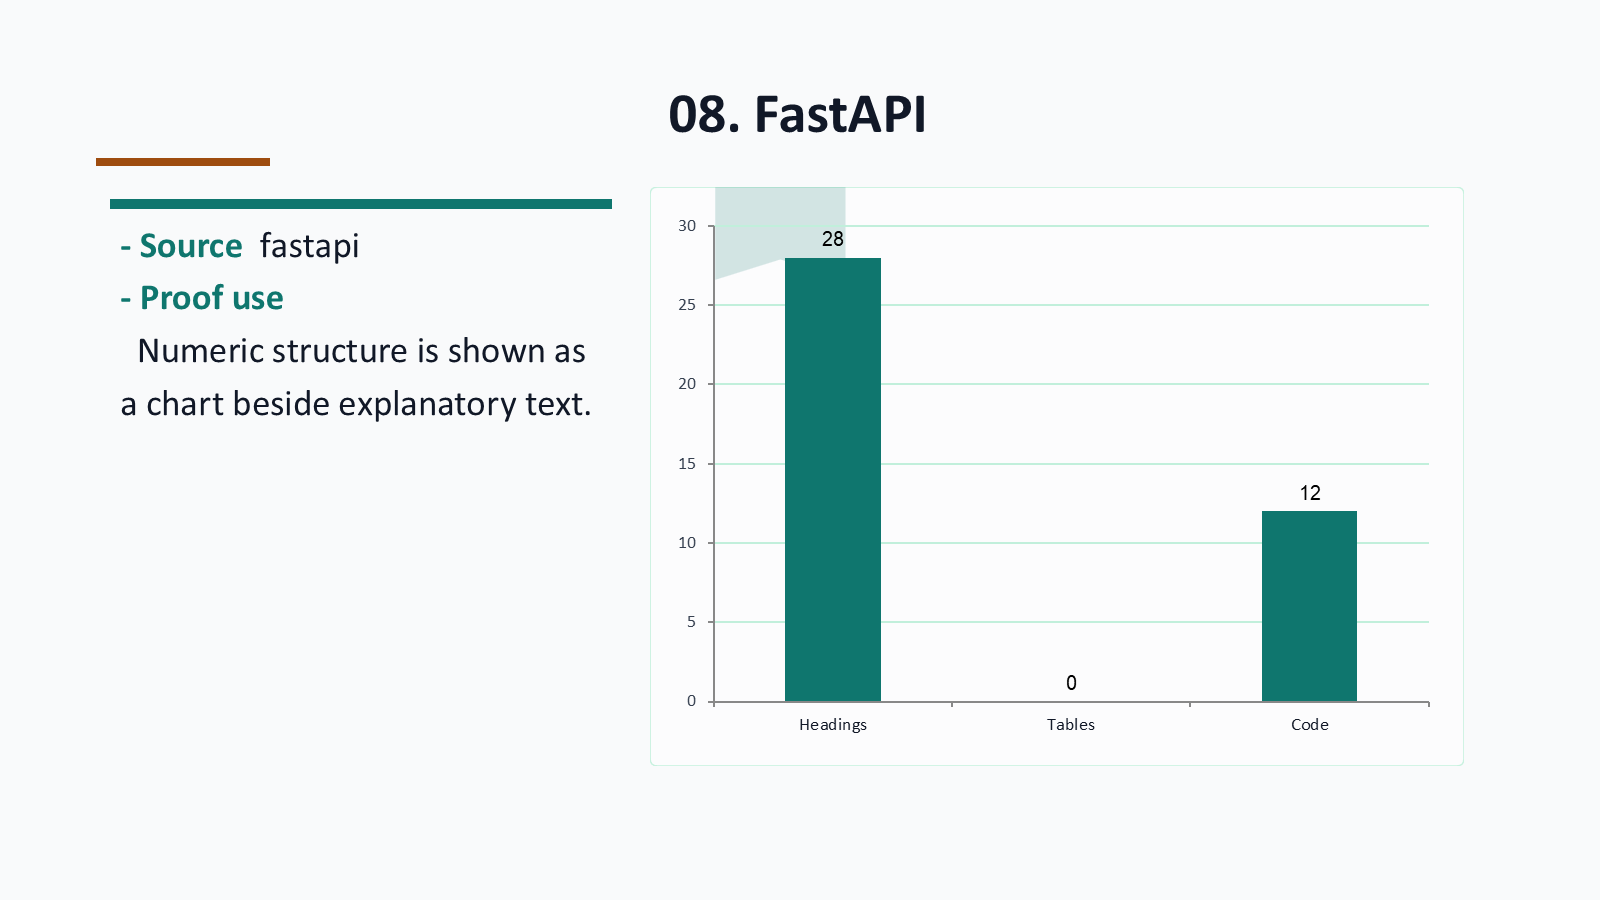 08. FastAPI
- Source fastapi
- Proof use
Numeric structure is shown as
a chart beside explanatory text.
30
28
25
20
15
12
10
5
0
0
Headings Tables Code